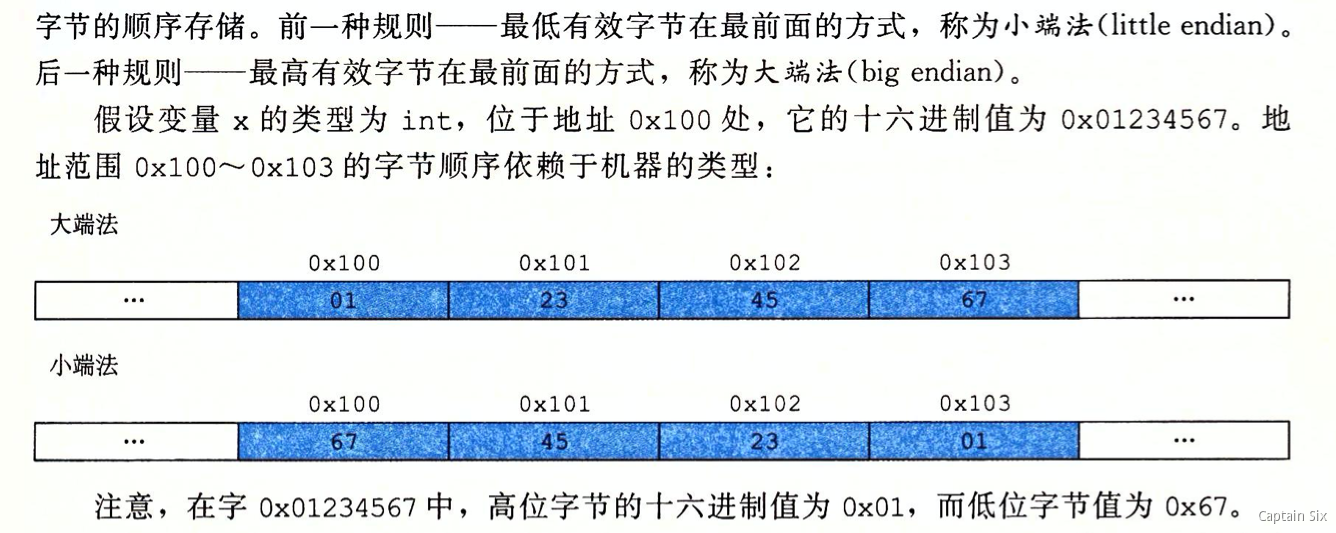 字节的顺序存储。前一种规则——最低有效字节在最前面的方式，称为小端法(little endian)。
后一种规则——最高有效字节在最前面的方式，称为大端法(big endian)。
假设变量 x 的类型为 int，位于地址 0x100 处，它的十六进制值为 0x01234567。地
址范围 0x100～0x103 的字节顺序依赖于机器的类型：
大端法
0x100 0x101 0x102 0x103
… 01 23 45 67 …
小端法
0x100 0x101 0x102 0x103
… 67 45 23 01 …
注意，在字 0x01234567 中，高位字节的十六进制值为 0x01，而低位字节值为 0x67。
Captain Six